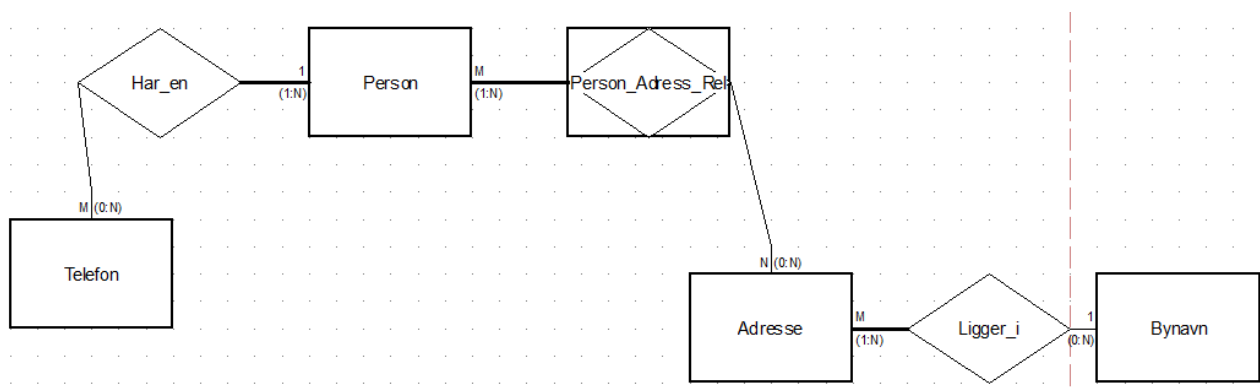 Har_en
1
(1:N)
Person
M
(1:N)
Person_Adress_Rel
M (0:N)
Telefon
N (0:N)
Adresse
M
(1:N)
Ligger_i
1
(0:N)
Bynavn